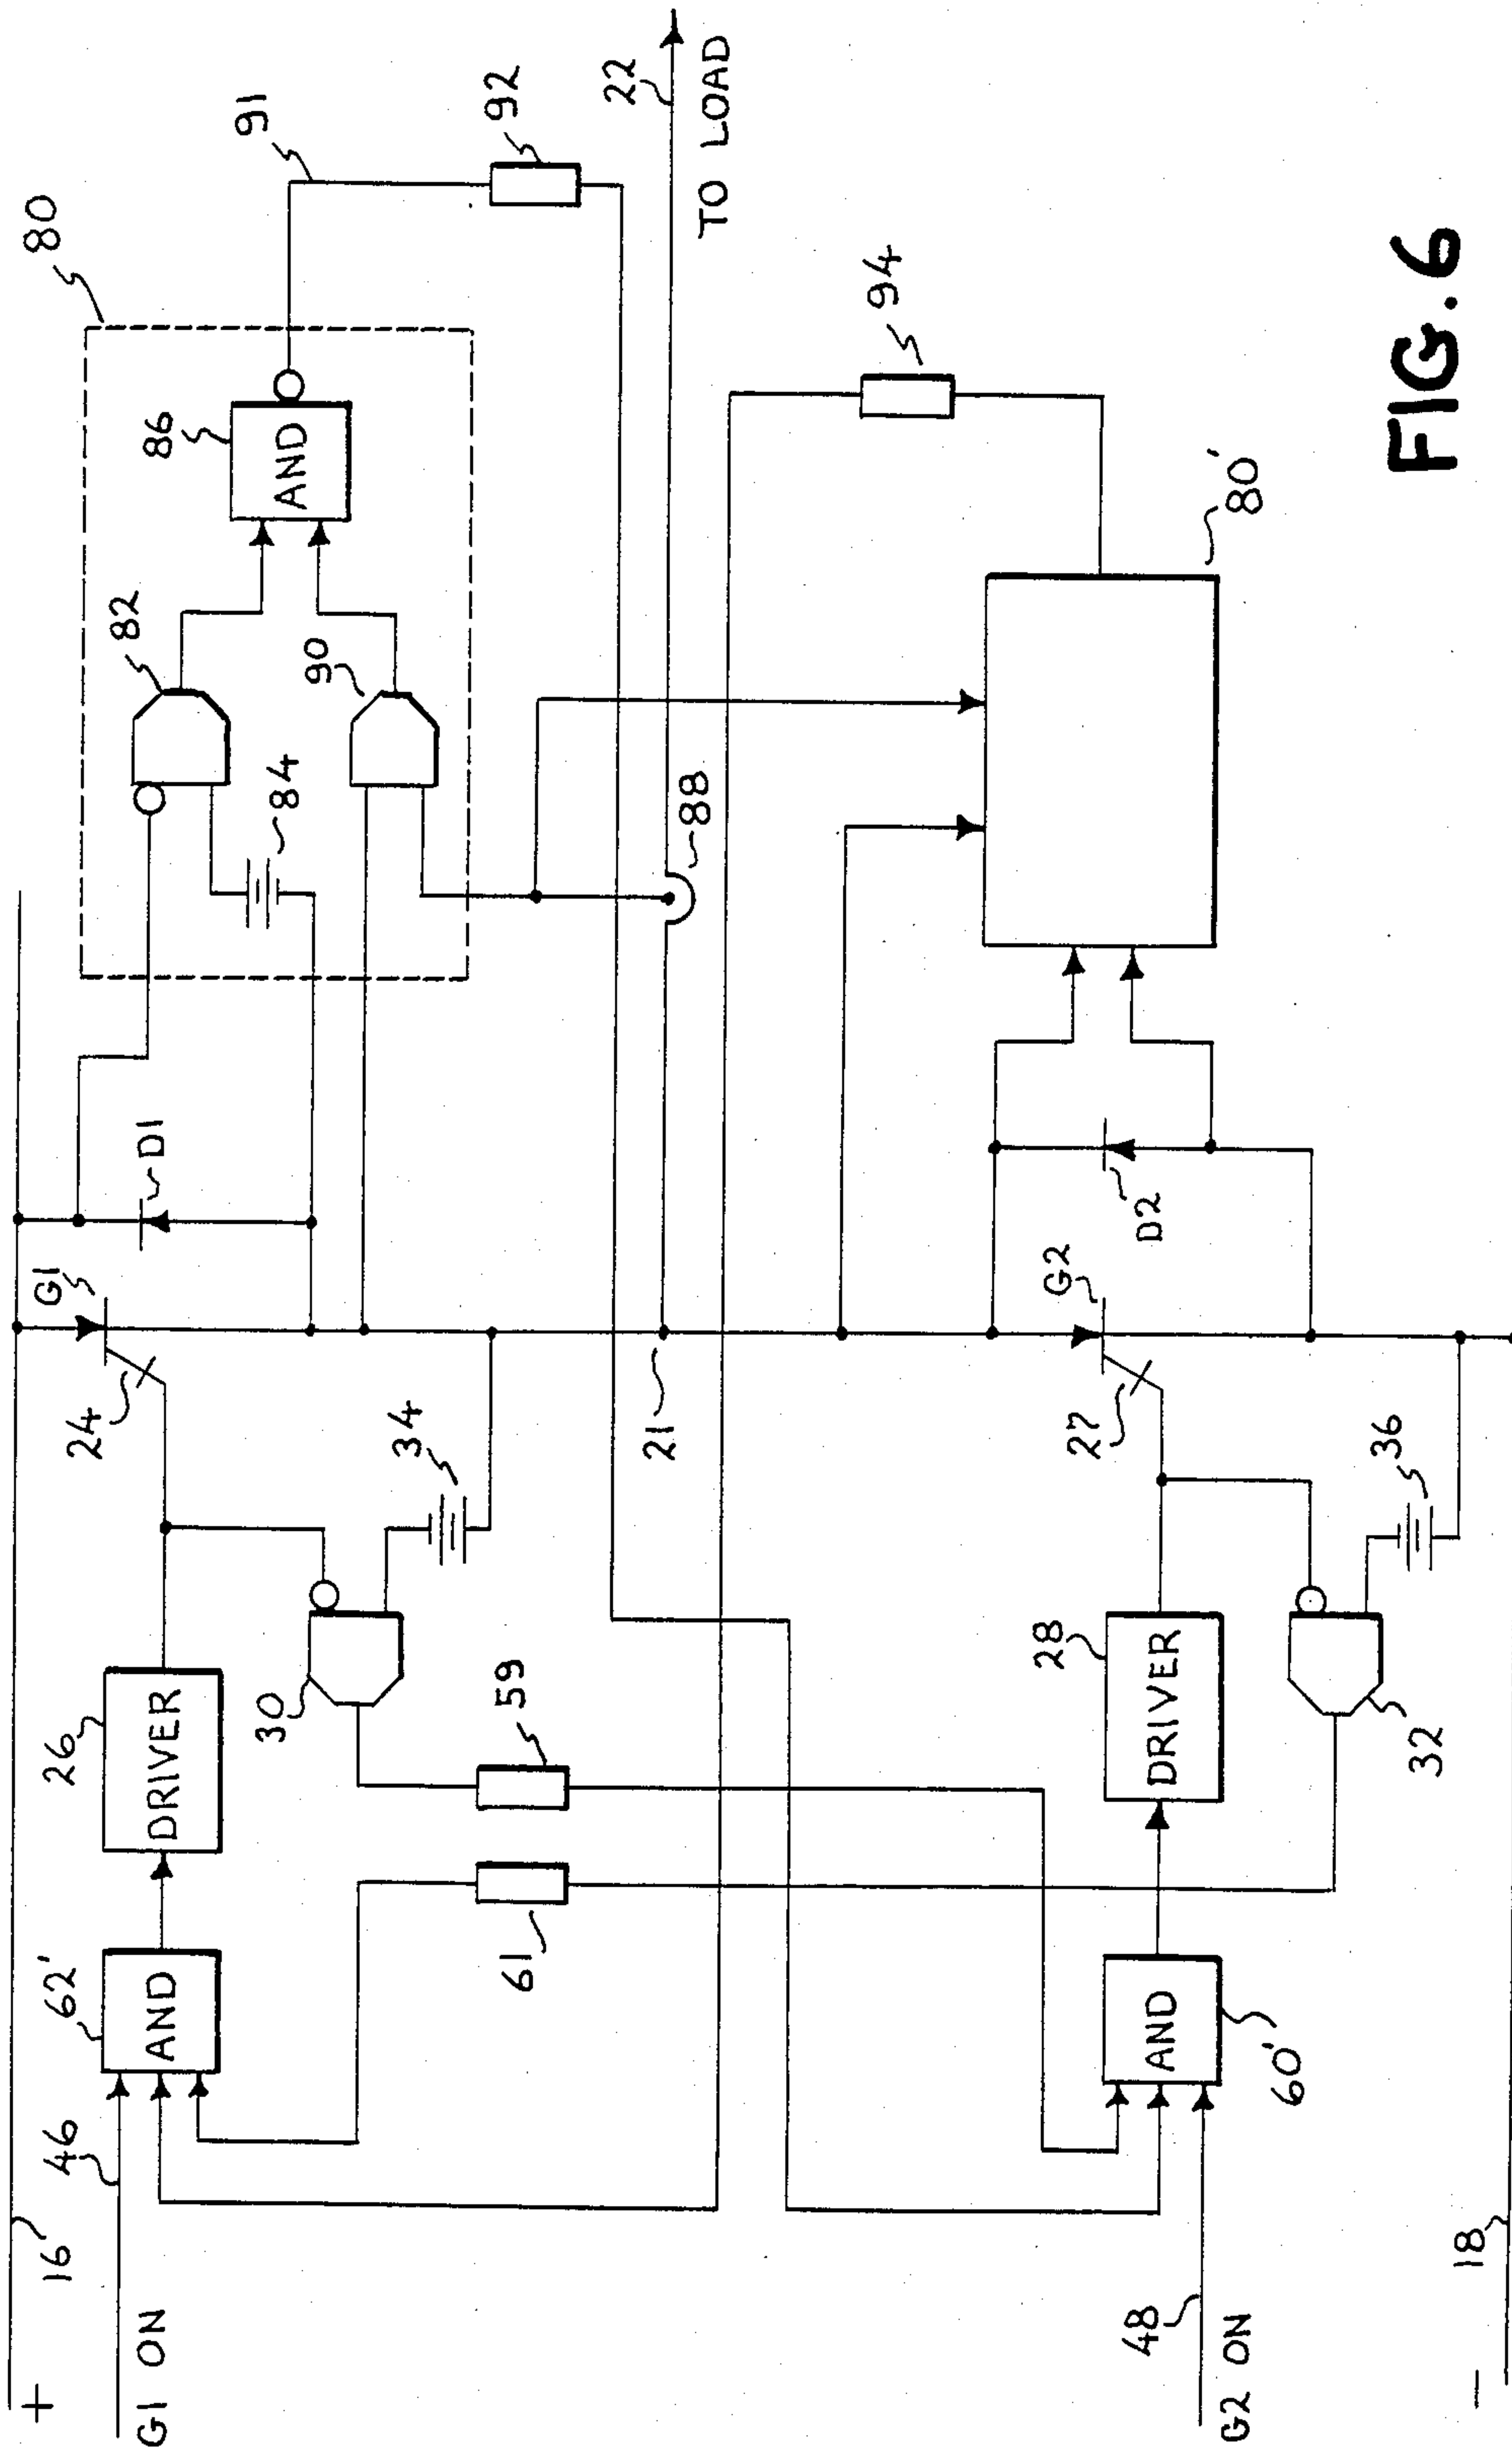 +
16
46
G1 ON
62'
AND
26
DRIVER
24
G1
D1
30
34
59
61
80
82
84
86
AND
90
91
92
22
TO LOAD
88
21
94
80'
G2
D2
27
28
DRIVER
36
32
AND
60'
48
G2 ON
18
-
FIG. 6